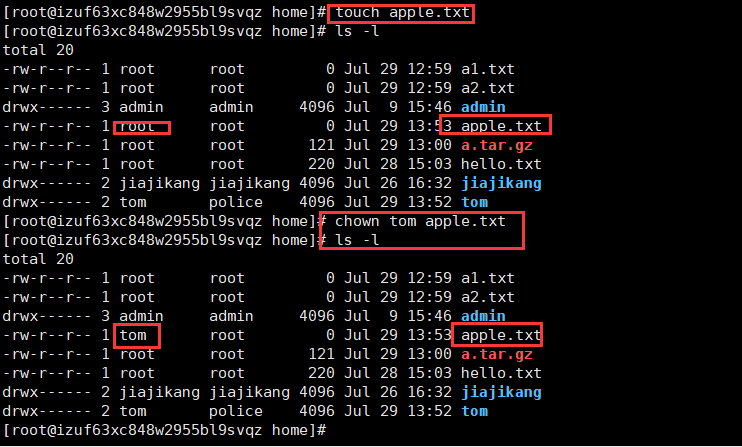 [root@izuf63xc848w2955bl9svqz home]# touch apple.txt
[root@izuf63xc848w2955bl9svqz home]# ls -l
total 20
-rw-r--r-- 1 root      root         0 Jul 29 12:59 a1.txt
-rw-r--r-- 1 root      root         0 Jul 29 12:59 a2.txt
drwx------ 3 admin     admin     4096 Jul  9 15:46 admin
-rw-r--r-- 1 root      root         0 Jul 29 13:53 apple.txt
-rw-r--r-- 1 root      root       121 Jul 29 13:00 a.tar.gz
-rw-r--r-- 1 root      root       220 Jul 28 15:03 hello.txt
drwx------ 2 jiajikang jiajikang 4096 Jul 26 16:32 jiajikang
drwx------ 2 tom       police    4096 Jul 29 13:52 tom
[root@izuf63xc848w2955bl9svqz home]# chown tom apple.txt
[root@izuf63xc848w2955bl9svqz home]# ls -l
total 20
-rw-r--r-- 1 root      root         0 Jul 29 12:59 a1.txt
-rw-r--r-- 1 root      root         0 Jul 29 12:59 a2.txt
drwx------ 3 admin     admin     4096 Jul  9 15:46 admin
-rw-r--r-- 1 tom       root         0 Jul 29 13:53 apple.txt
-rw-r--r-- 1 root      root       121 Jul 29 13:00 a.tar.gz
-rw-r--r-- 1 root      root       220 Jul 28 15:03 hello.txt
drwx------ 2 jiajikang jiajikang 4096 Jul 26 16:32 jiajikang
drwx------ 2 tom       police    4096 Jul 29 13:52 tom
[root@izuf63xc848w2955bl9svqz home]#